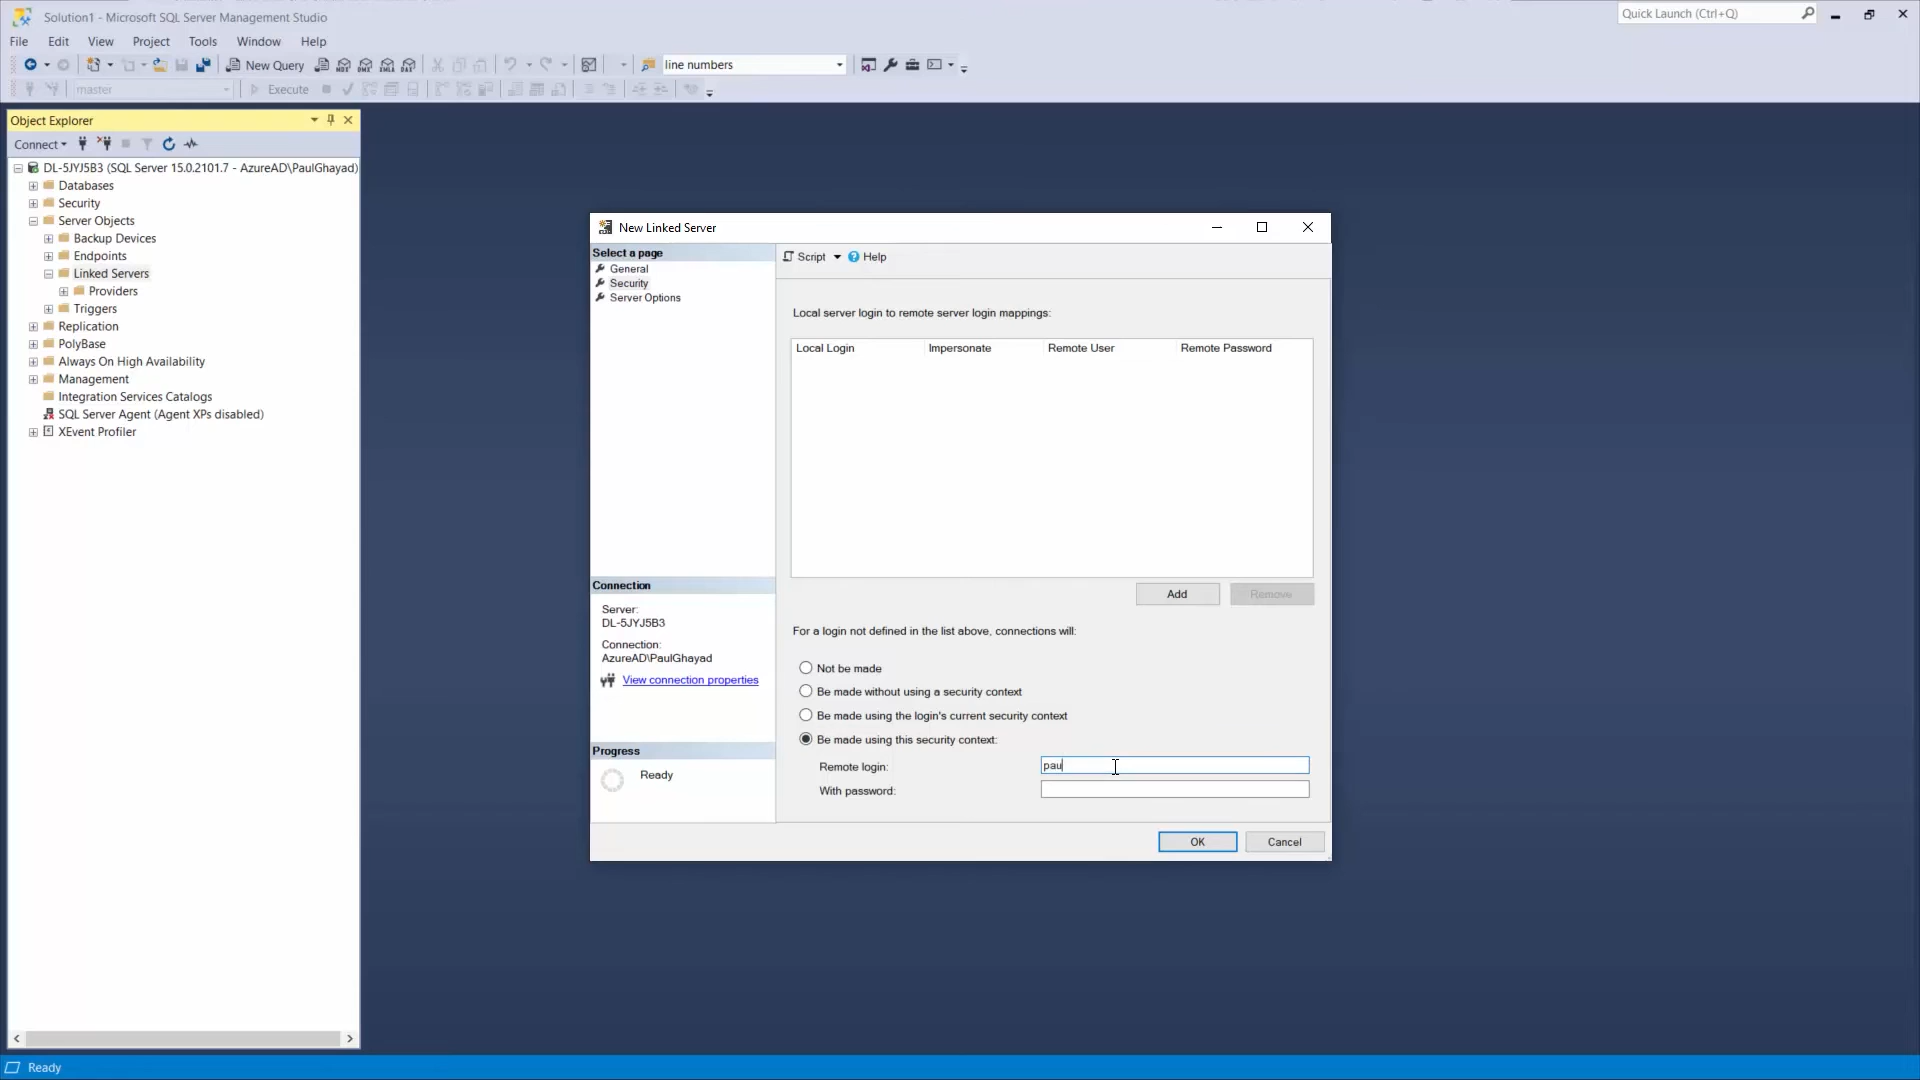 Solution1 - Microsoft SQL Server Management Studio
Quick Launch (Ctrl+Q)
File Edit View Project Tools Window Help
New Query
line numbers
master
Execute
Object Explorer
Connect
DL-5JYJ5B3 (SQL Server 15.0.2101.7 - AzureAD\PaulGhayad)
Databases
Security
Server Objects
Backup Devices
Endpoints
Linked Servers
Providers
Triggers
Replication
PolyBase
Always On High Availability
Management
Integration Services Catalogs
SQL Server Agent (Agent XPs disabled)
XEvent Profiler
New Linked Server
Select a page
General
Security
Server Options
Connection
Server:
DL-5JYJ5B3
Connection:
AzureAD\PaulGhayad
View connection properties
Progress
Ready
Script Help
Local server login to remote server login mappings:
Local Login Impersonate Remote User Remote Password
Add Remove
For a login not defined in the list above, connections will:
Not be made
Be made without using a security context
Be made using the login's current security context
Be made using this security context:
Remote login: pau
With password:
OK Cancel
Ready